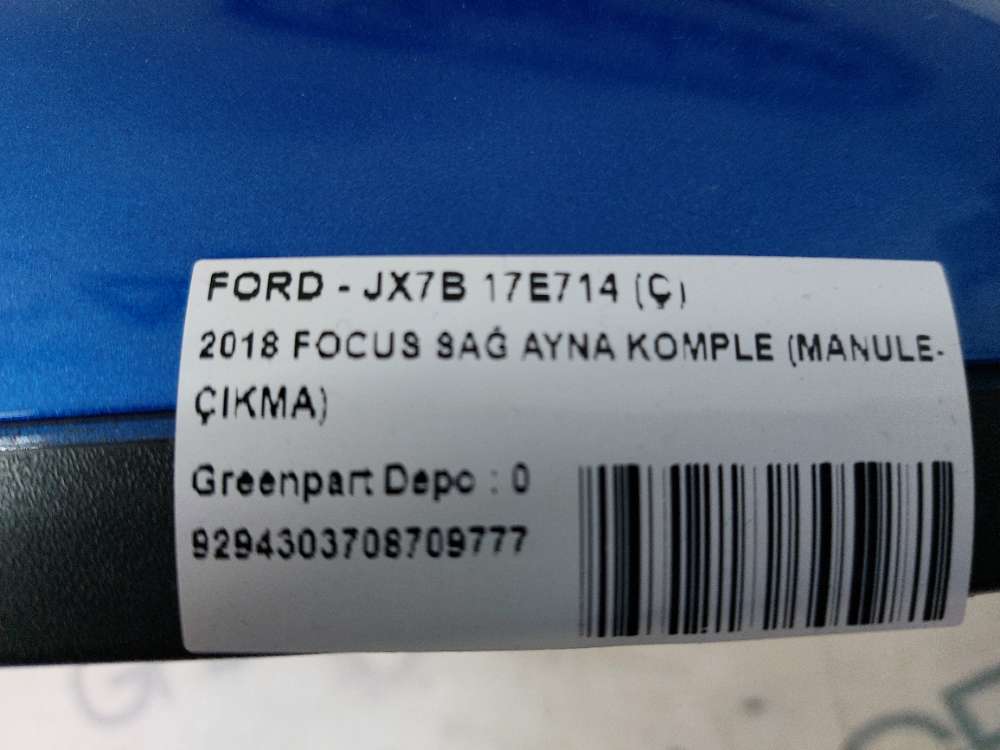 FORD - JX7B 17E714 (Ç)
2018 FOCUS SAĞ AYNA KOMPLE (MANULE-
ÇIKMA)
Greenpart Depo : 0
9294303708709777